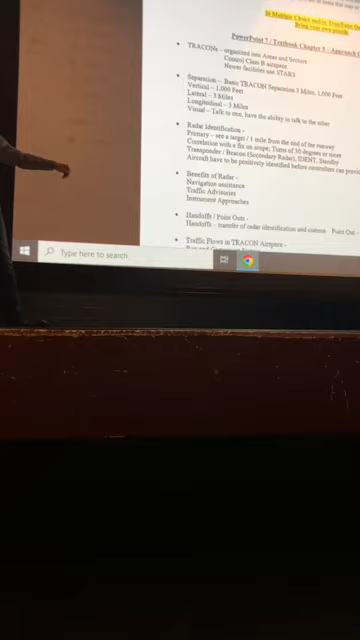 36 Multiple Choice and/or True/False
Bring your own pencils
PowerPoint 7 / Textbook Chapter 9 – Approach
• TRACONs - organized into Areas and Sectors
Control Class B airspace
Newer facilities use STARS
• Separation – Basic TRACON Separation 3 Miles, 1,000 Feet
Vertical – 1,000 Feet
Lateral – 3 Miles
Longitudinal – 3 Miles
Visual – Talk to one, have the ability to talk to the other
• Radar Identification –
Primary – see a target / 1 mile from the end of the runway
Correlation with a fix on scope; Turns of 30 degrees or more
Transponder / Beacon (Secondary Radar), IDENT, Standby
Aircraft have to be positively identified before controllers can
• Benefits of Radar -
Navigation assistance
Traffic Advisories
Instrument Approaches
• Handoffs / Point Outs -
Handoffs – transfer of radar identification and comms Point Out –
• Traffic Flows in TRACON Airspace -
Type here to search